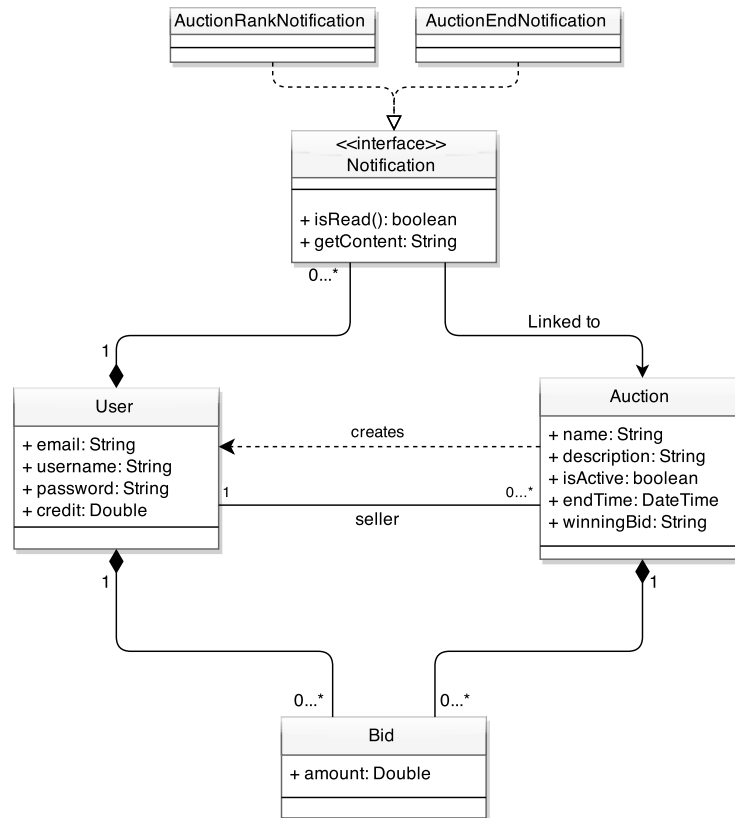 AuctionRankNotification
AuctionEndNotification
<<interface>>
Notification
+ isRead(): boolean
+ getContent: String
0...*
Linked to
1
User
+ email: String
+ username: String
+ password: String
+ credit: Double
Auction
+ name: String
+ description: String
+ isActive: boolean
+ endTime: DateTime
+ winningBid: String
creates
1
0...*
seller
1
1
0...*
0...*
Bid
+ amount: Double